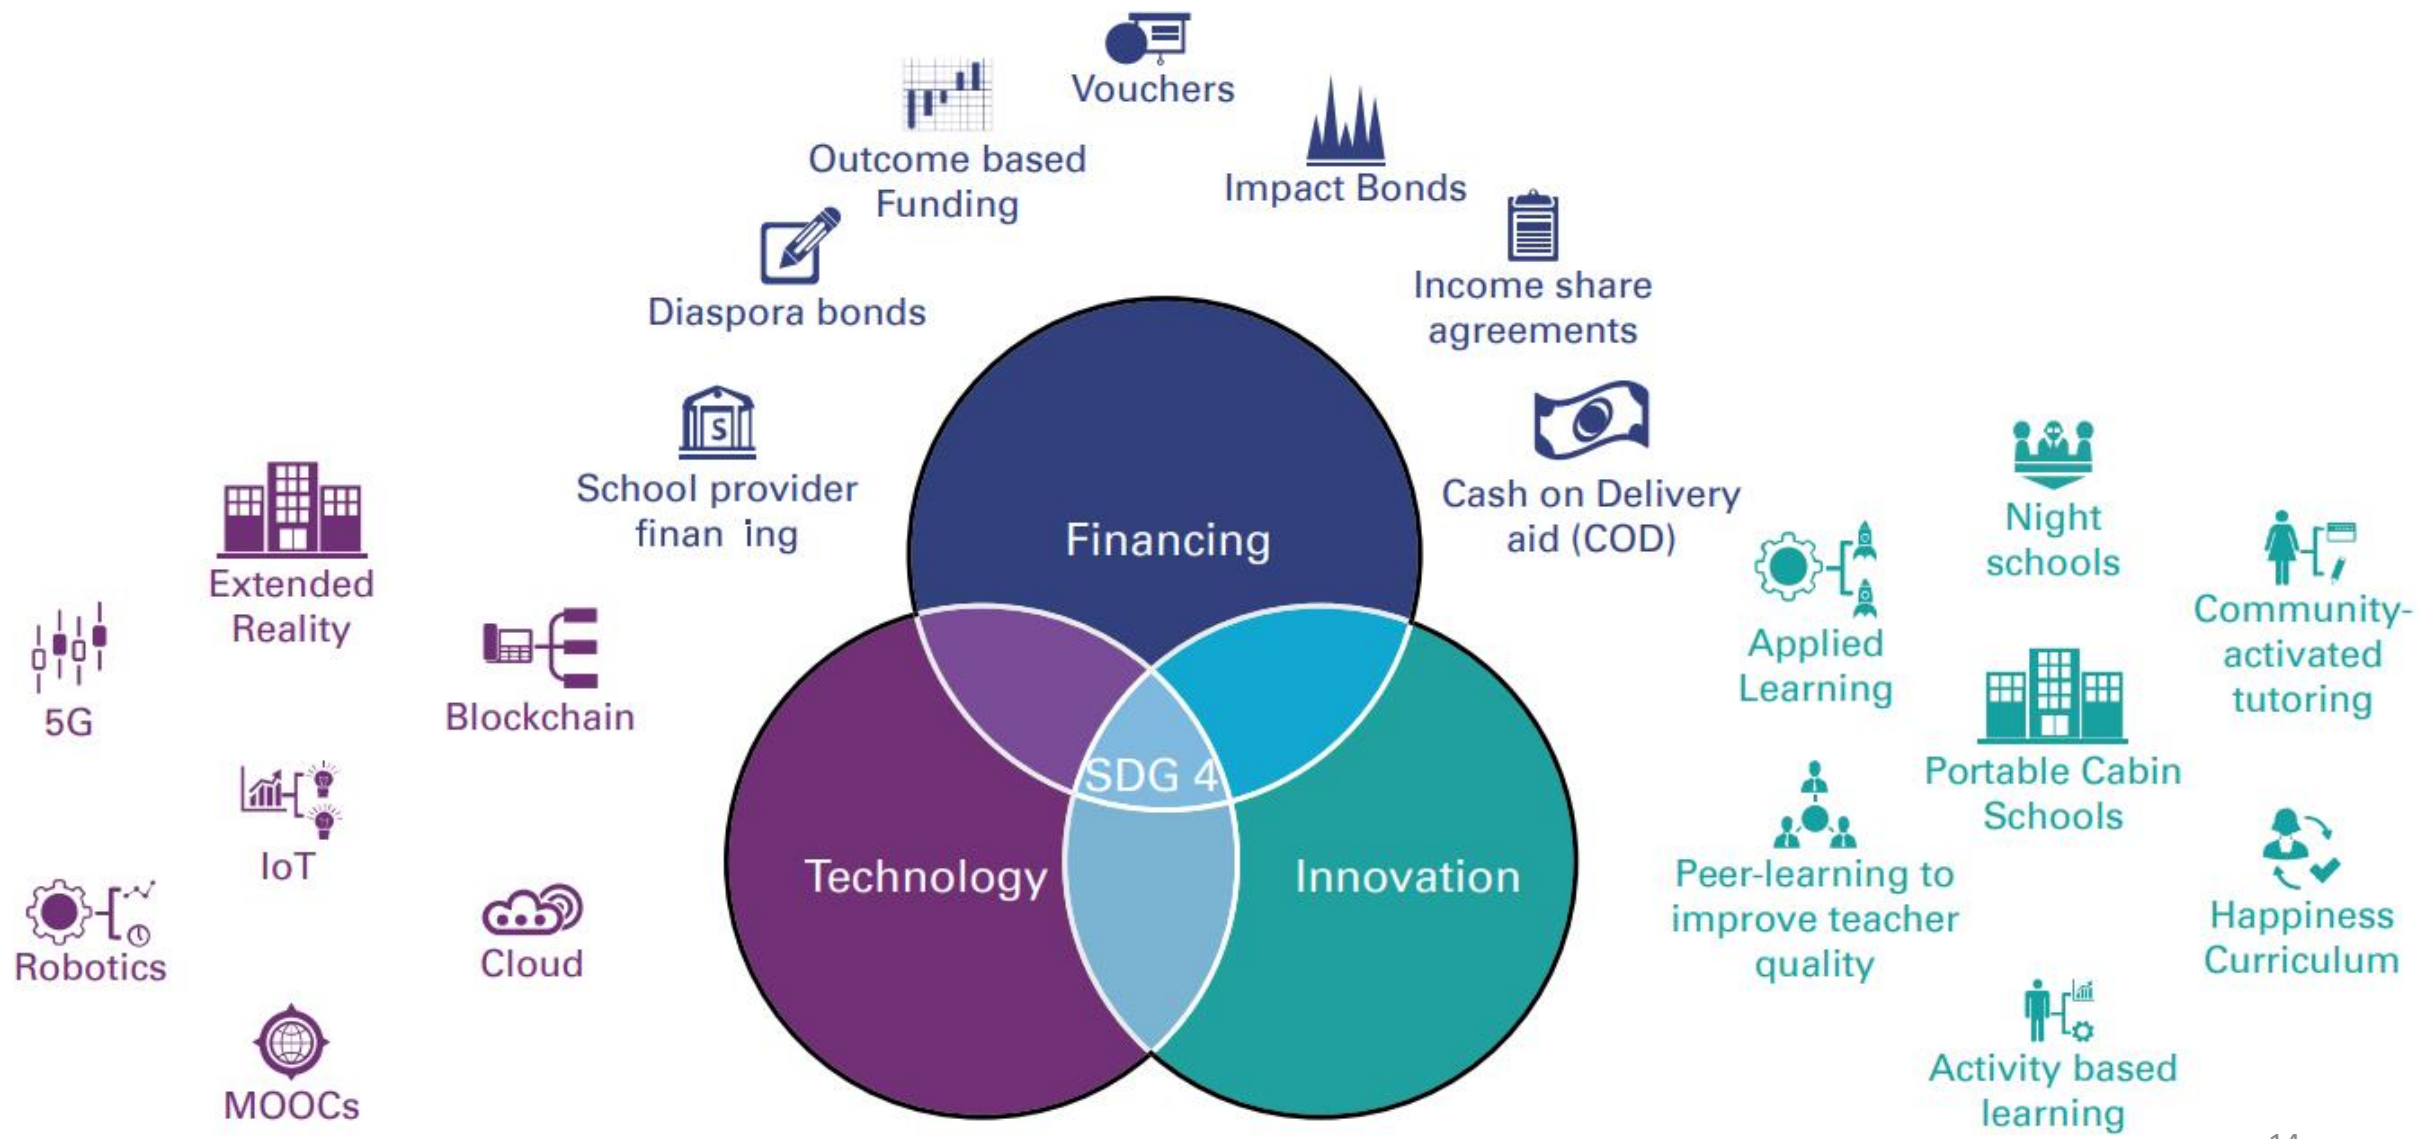 Vouchers
Outcome based
Funding
Impact Bonds
Diaspora bonds
Income share
agreements
School provider
finan ing
Cash on Delivery
aid (COD)
Financing
Technology
Innovation
SDG 4
Extended
Reality
5G
Blockchain
IoT
Robotics
Cloud
MOOCs
Night
schools
Applied
Learning
Community-
activated
tutoring
Portable Cabin
Schools
Peer-learning to
improve teacher
quality
Happiness
Curriculum
Activity based
learning
S